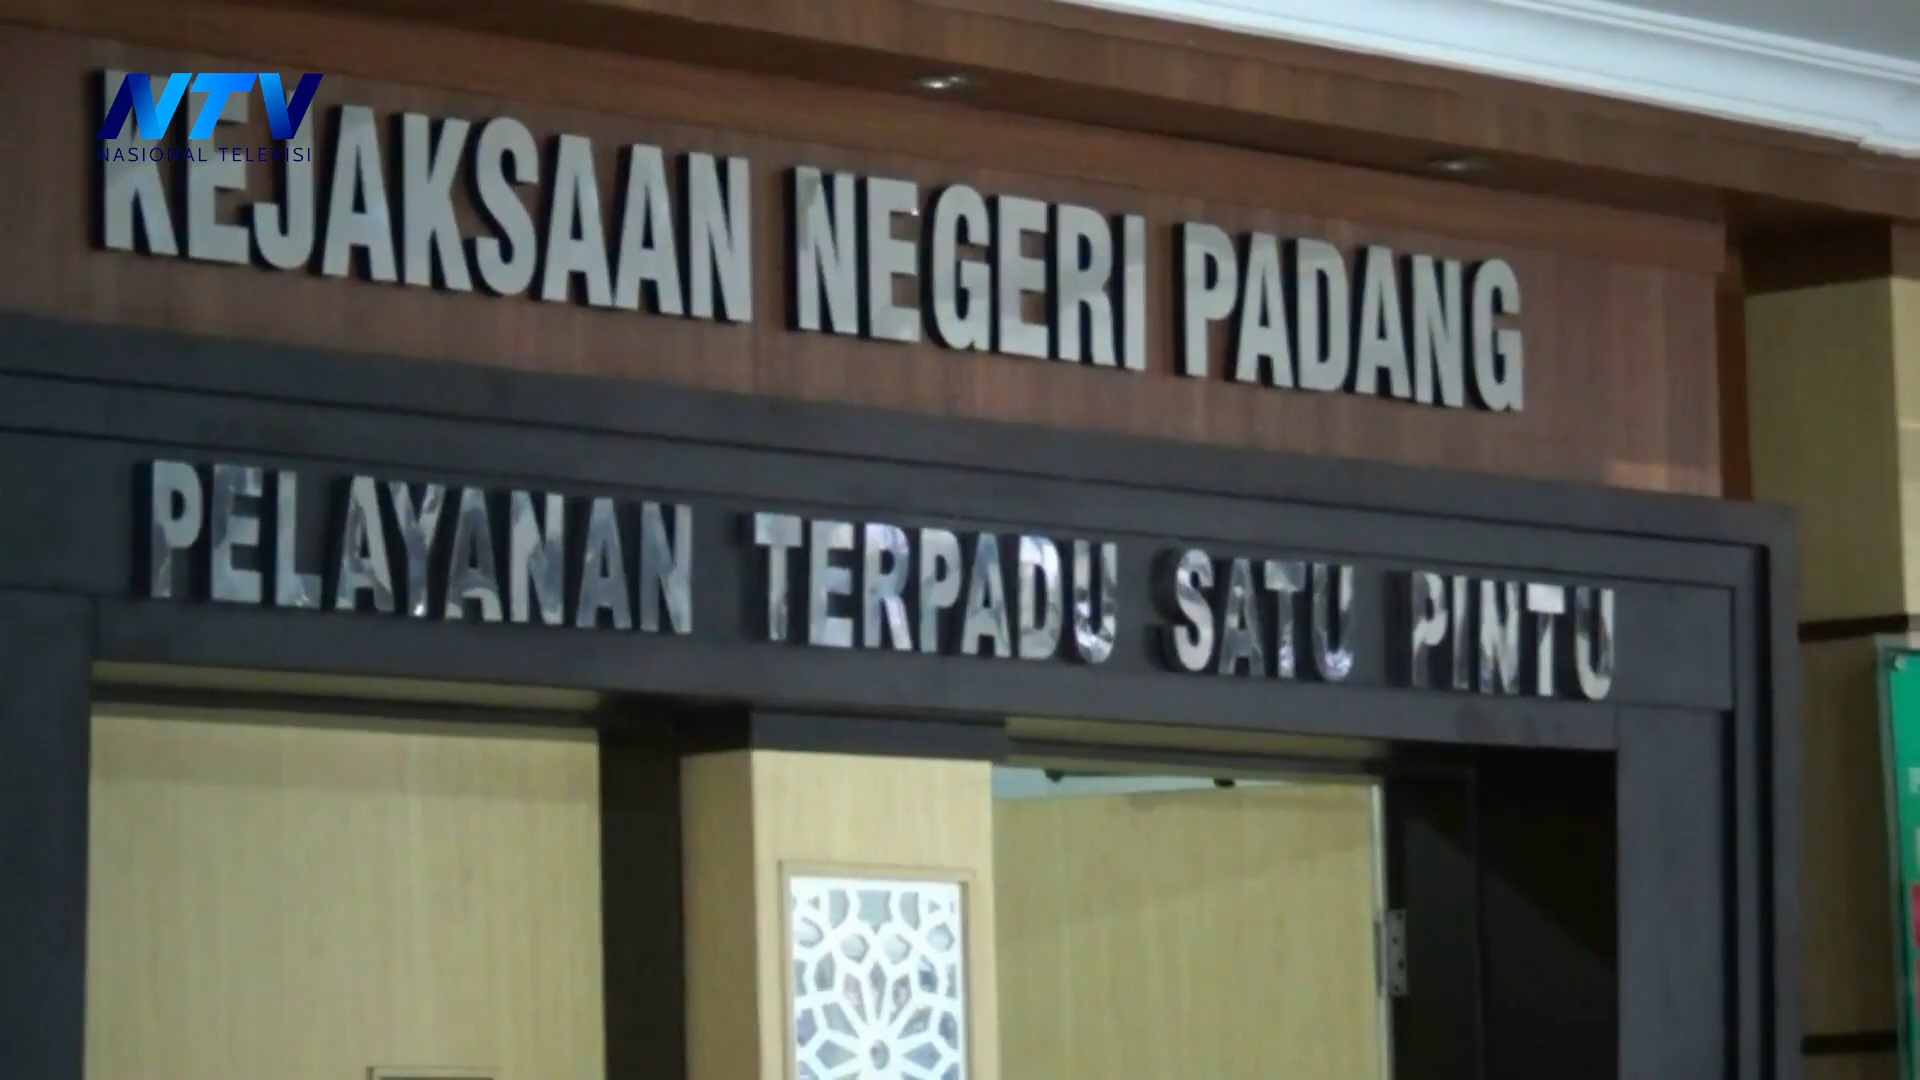 NTV
NASIONAL TELEVISI
KEJAKSAAN NEGERI PADANG
PELAYANAN TERPADU SATU PINTU